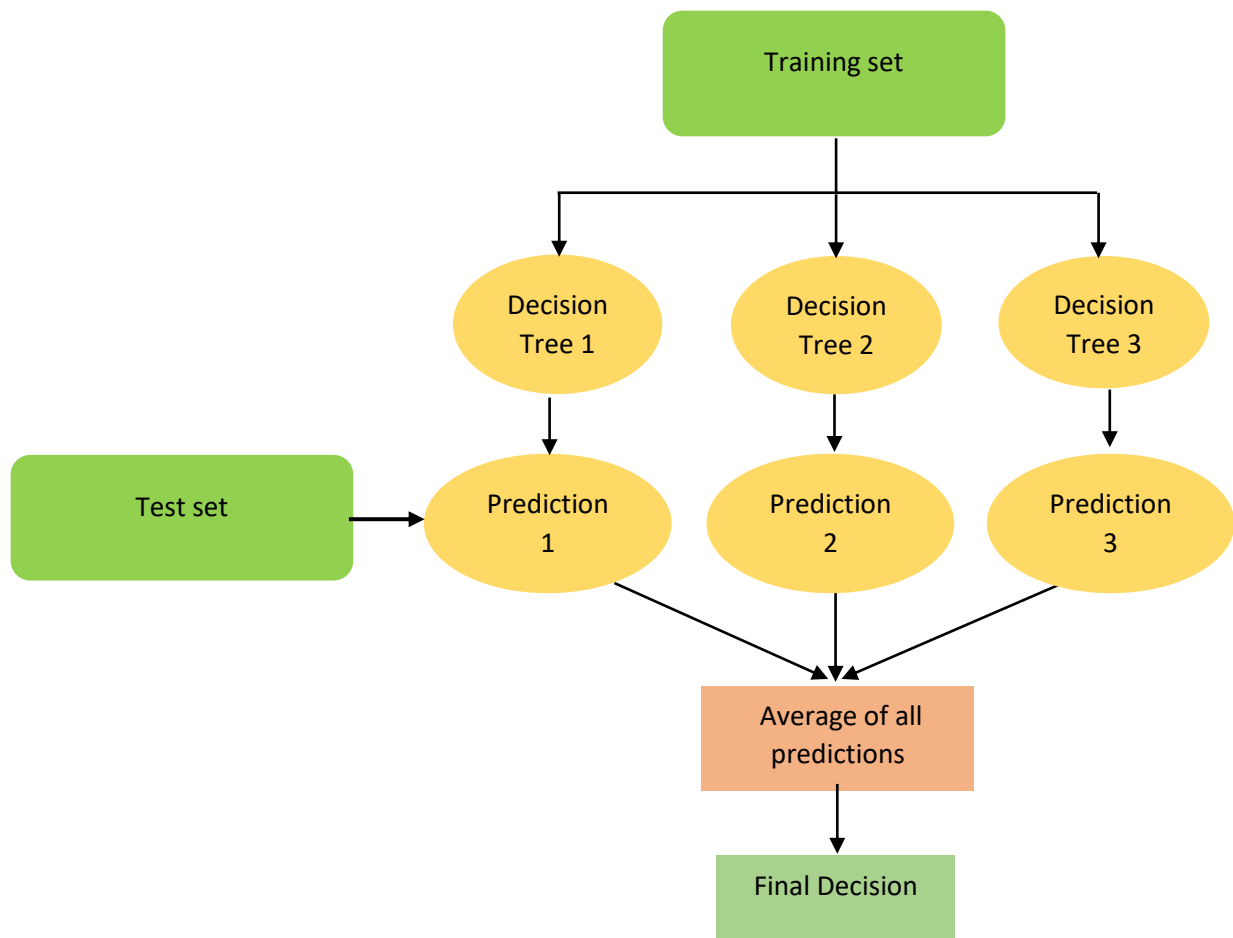 Training set
Decision
Tree 1
Decision
Tree 2
Decision
Tree 3
Test set
Prediction
1
Prediction
2
Prediction
3
Average of all
predictions
Final Decision